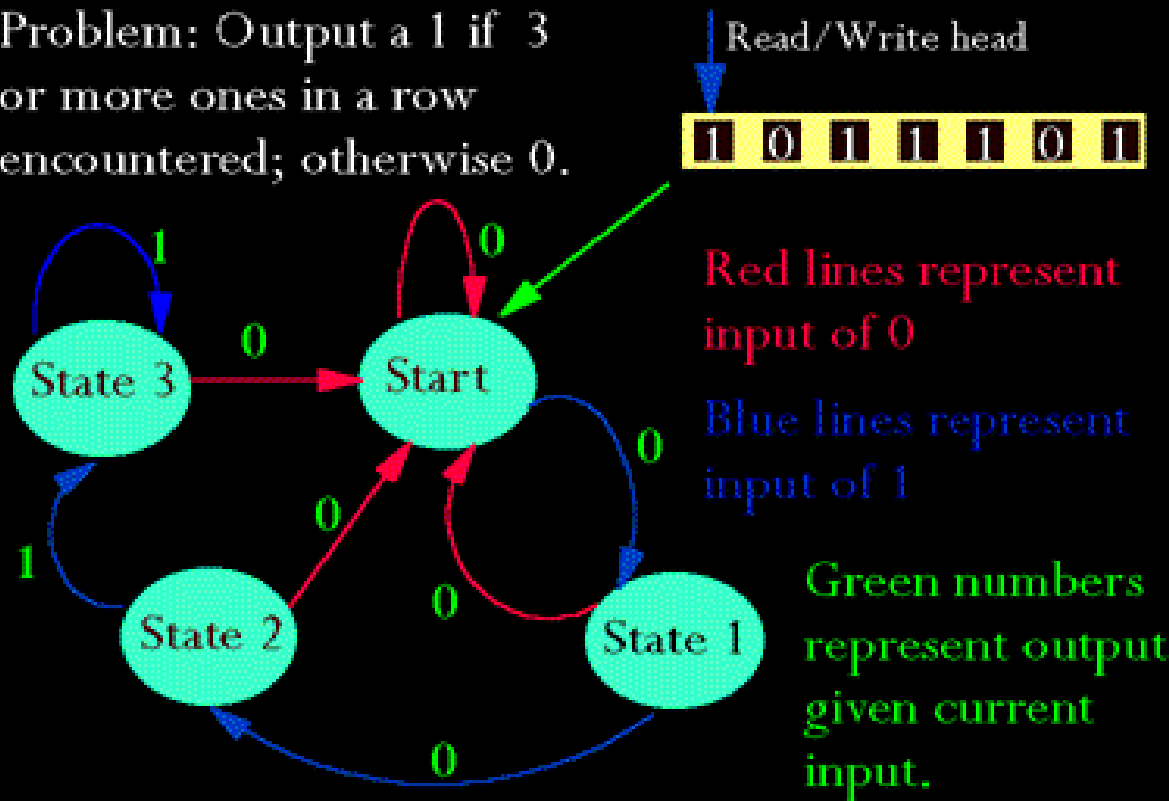 Problem: Output a 1 if 3
or more ones in a row
encountered; otherwise 0.
Read/Write head
1 0 1 1 1 0 1
1
0
0
State 3
Start
Red lines represent
input of 0
Blue lines represent
input of 1
0
0
1
0
State 2
State 1
0
Green numbers
represent output
given current
input.